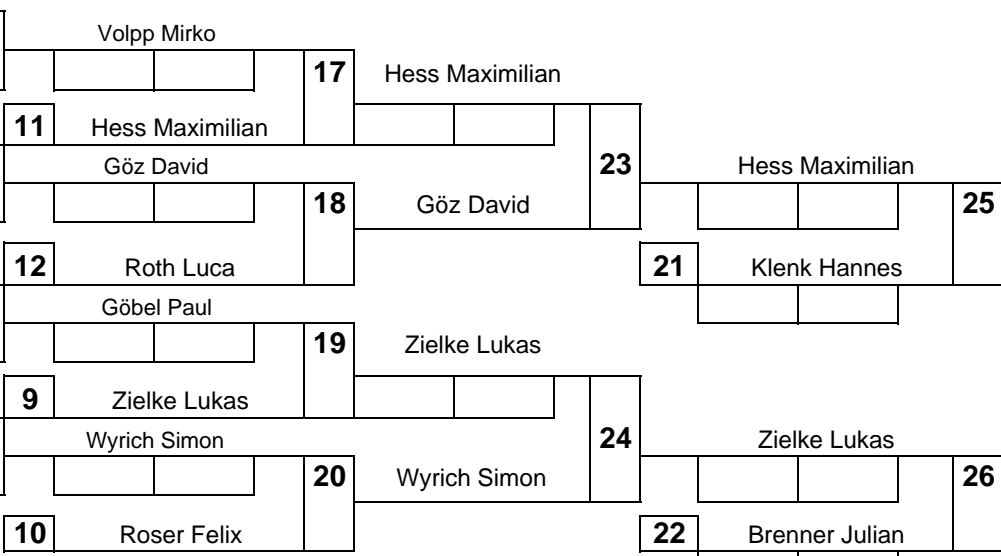 Volpp Mirko
17
Hess Maximilian
11
Hess Maximilian
Göz David
23
Hess Maximilian
18
Göz David
25
12
Roth Luca
21
Klenk Hannes
Göbel Paul
19
Zielke Lukas
9
Zielke Lukas
Wyrich Simon
24
Zielke Lukas
20
Wyrich Simon
26
10
Roser Felix
22
Brenner Julian